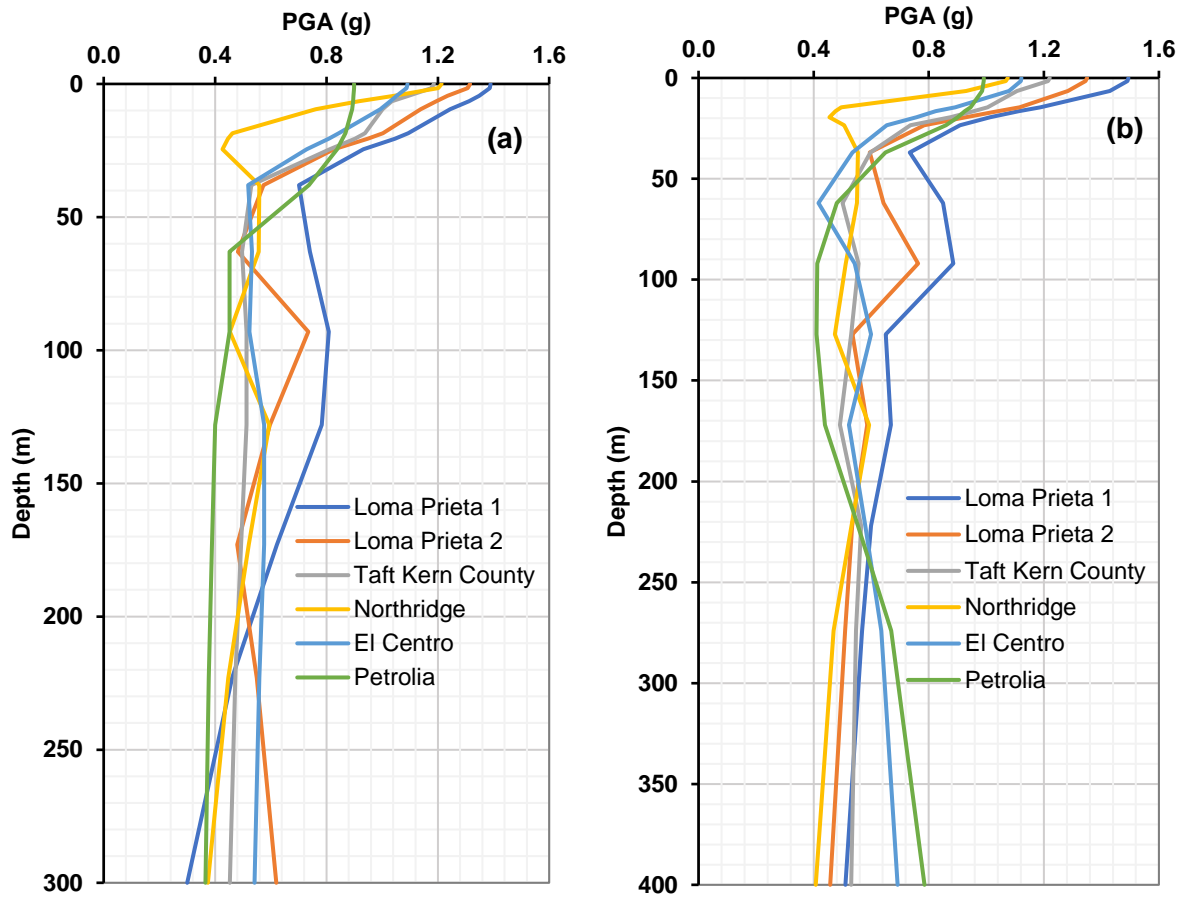 PGA (g)
0.0 0.4 0.8 1.2 1.6
0
50
100
150
200
250
300
Depth (m)
(a)
Loma Prieta 1
Loma Prieta 2
Taft Kern County
Northridge
El Centro
Petrolia
PGA (g)
0.0 0.4 0.8 1.2 1.6
0
50
100
150
200
250
300
350
400
Depth (m)
(b)
Loma Prieta 1
Loma Prieta 2
Taft Kern County
Northridge
El Centro
Petrolia